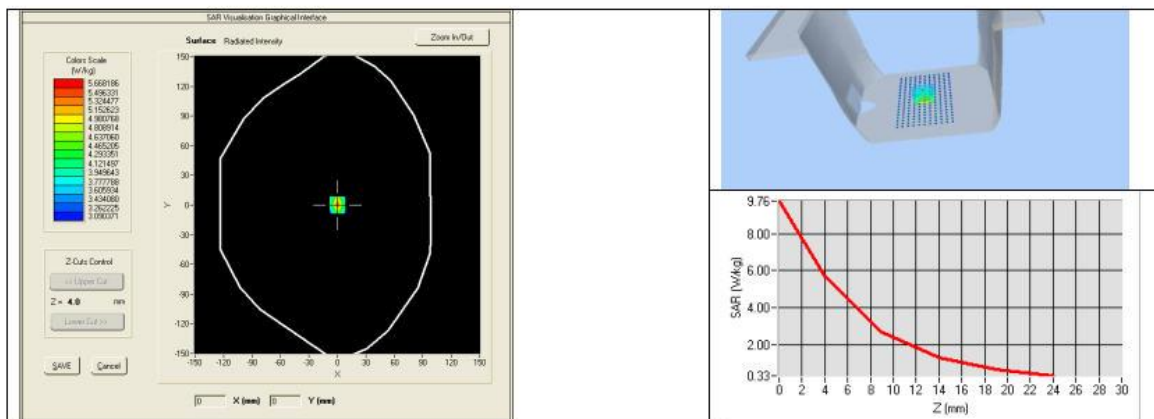 SAR Visualisation Graphical Interface
Surface Radiated Intensity
Zoom In/Out
Colors Scale
(W/kg)
5.668186
5.496331
5.324477
5.152623
4.980768
4.808914
4.637060
4.465205
4.293351
4.121497
3.949643
3.777788
3.605934
3.434080
3.262225
3.090371
Z-Cuts Control
<< Upper Cut
Z = 4.0 mm
Lower Cut >>
SAVE Cancel
150
120
90
60
30
0
-30
-60
-90
-120
-150
Y
-150 -120 -90 -60 -30 0 30 60 90 120 150
X
0 X (mm) 0 Y (mm)
9.76
8.00
6.00
4.00
2.00
0.33
SAR (W/kg)
0 2 4 6 8 10 12 14 16 18 20 22 24 26 28 30
Z (mm)